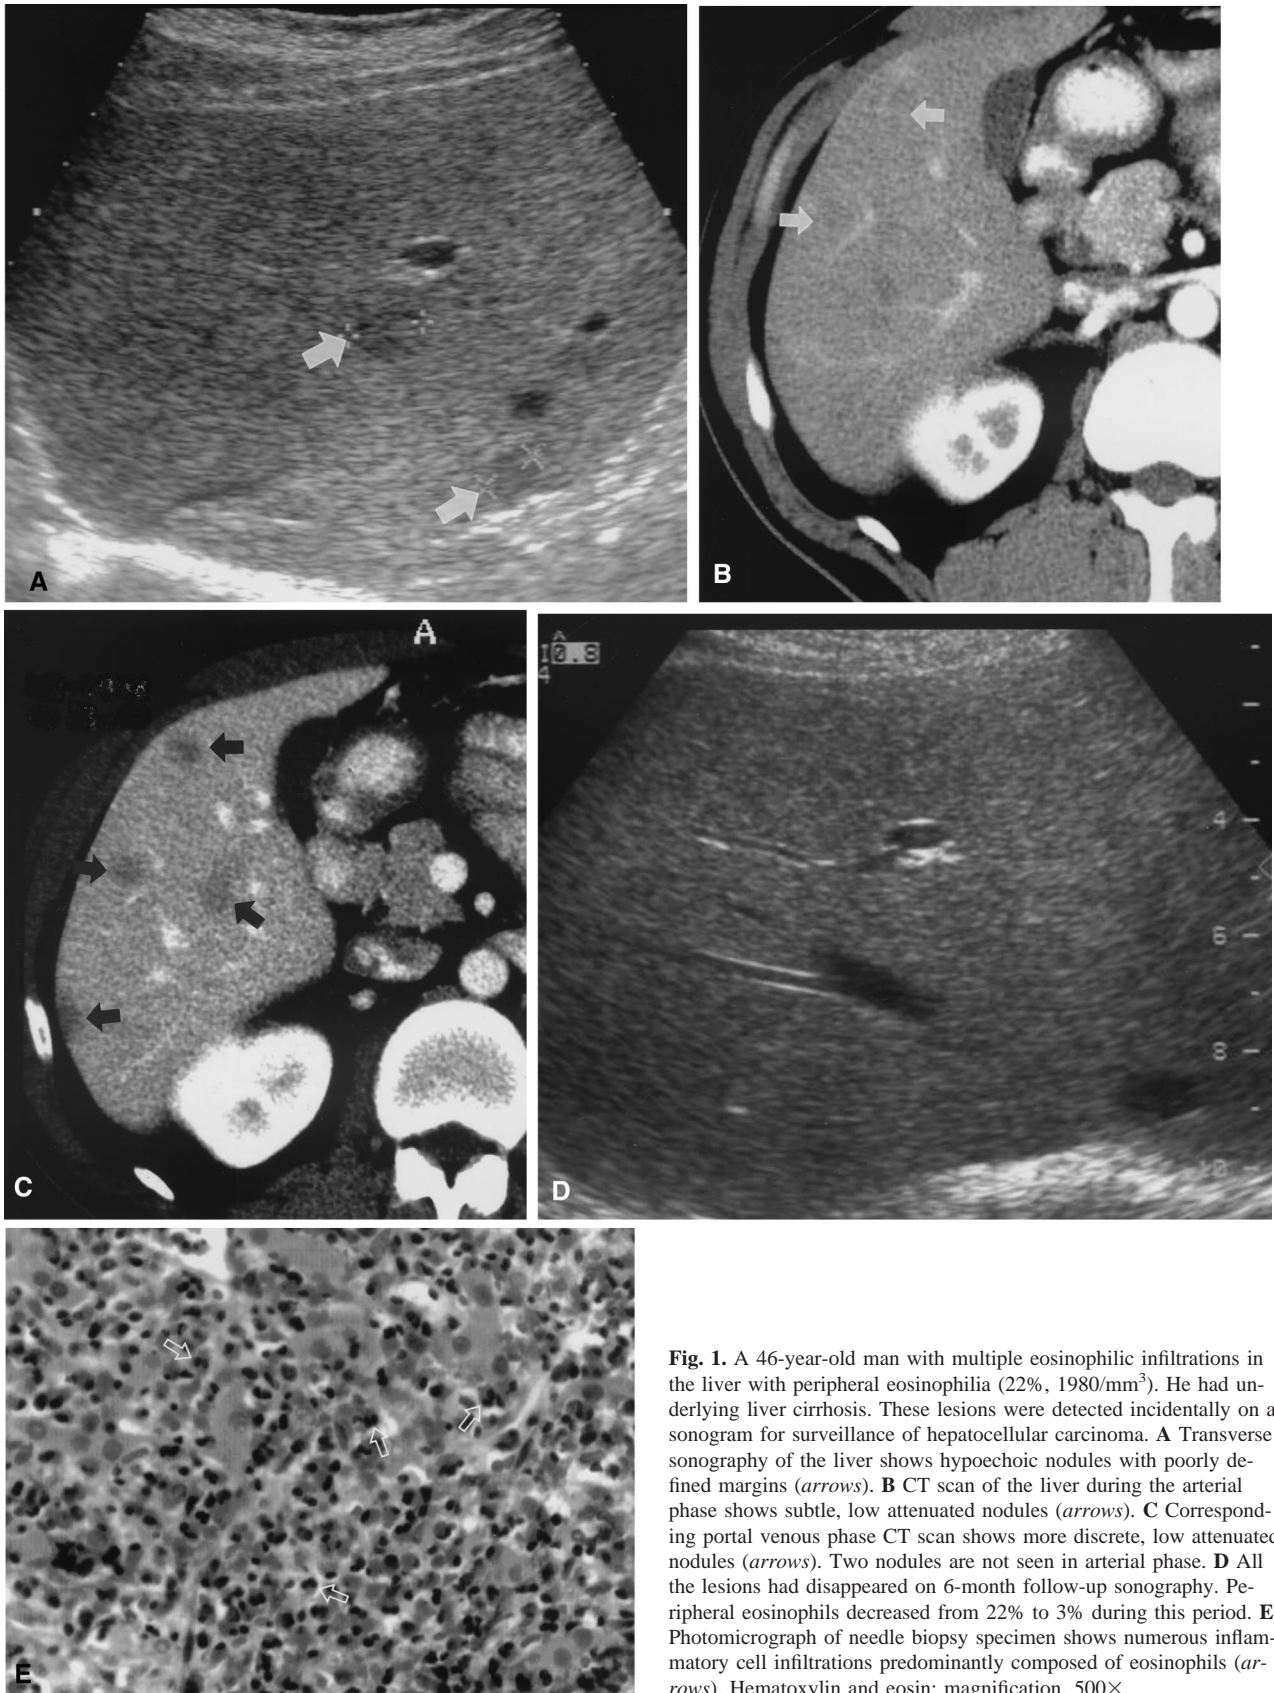 A
B
A
C
10.8
4
4
6
8
10
D
E
Fig. 1. A 46-year-old man with multiple eosinophilic infiltrations in
the liver with peripheral eosinophilia (22%, 1980/mm³). He had un-
derlying liver cirrhosis. These lesions were detected incidentally on a
sonogram for surveillance of hepatocellular carcinoma. A Transverse
sonography of the liver shows hypoechoic nodules with poorly de-
fined margins (arrows). B CT scan of the liver during the arterial
phase shows subtle, low attenuated nodules (arrows). C Correspond-
ing portal venous phase CT scan shows more discrete, low attenuated
nodules (arrows). Two nodules are not seen in arterial phase. D All
the lesions had disappeared on 6-month follow-up sonography. Pe-
ripheral eosinophils decreased from 22% to 3% during this period. E
Photomicrograph of needle biopsy specimen shows numerous inflam-
matory cell infiltrations predominantly composed of eosinophils (ar-
rows). Hematoxylin and eosin; magnification, 500×